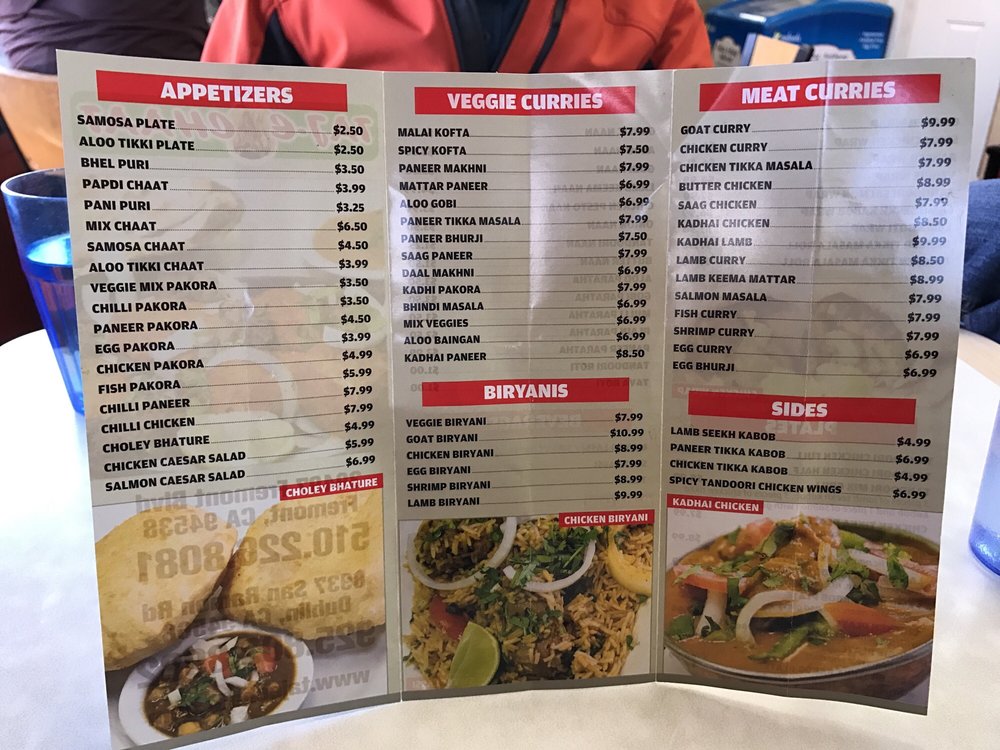 APPETIZERS
SAMOSA PLATE $2.50
ALOO TIKKI PLATE $2.50
BHEL PURI $3.50
PAPDI CHAAT $3.99
PANI PURI $3.25
MIX CHAAT $6.50
SAMOSA CHAAT $4.50
ALOO TIKKI CHAAT $3.99
VEGGIE MIX PAKORA $3.50
CHILLI PAKORA $3.50
PANEER PAKORA $4.50
EGG PAKORA $3.99
CHICKEN PAKORA $4.99
FISH PAKORA $5.99
CHILLI PANEER $7.99
CHILLI CHICKEN $7.99
CHOLEY BHATURE $4.99
CHICKEN CAESAR SALAD $5.99
SALMON CAESAR SALAD $6.99
CHOLEY BHATURE
VEGGIE CURRIES
MALAI KOFTA $7.99
SPICY KOFTA $7.50
PANEER MAKHNI $7.99
MATTAR PANEER $6.99
ALOO GOBI $6.99
PANEER TIKKA MASALA $7.99
PANEER BHURJI $7.50
SAAG PANEER $7.99
DAAL MAKHNI $6.99
KADHI PAKORA $7.99
BHINDI MASALA $6.99
MIX VEGGIES $6.99
ALOO BAINGAN $6.99
KADHAI PANEER $8.50
BIRYANIS
VEGGIE BIRYANI $7.99
GOAT BIRYANI $10.99
CHICKEN BIRYANI $8.99
EGG BIRYANI $7.99
SHRIMP BIRYANI $8.99
LAMB BIRYANI $9.99
CHICKEN BIRYANI
MEAT CURRIES
GOAT CURRY $9.99
CHICKEN CURRY $7.99
CHICKEN TIKKA MASALA $7.99
BUTTER CHICKEN $8.99
SAAG CHICKEN $7.99
KADHAI CHICKEN $8.50
KADHAI LAMB $9.99
LAMB CURRY $8.50
LAMB KEEMA MATTAR $8.99
SALMON MASALA $7.99
FISH CURRY $7.99
SHRIMP CURRY $7.99
EGG CURRY $6.99
EGG BHURJI $6.99
SIDES
LAMB SEEKH KABOB $4.99
PANEER TIKKA KABOB $6.99
CHICKEN TIKKA KABOB $4.99
SPICY TANDOORI CHICKEN WINGS $6.99
KADHAI CHICKEN